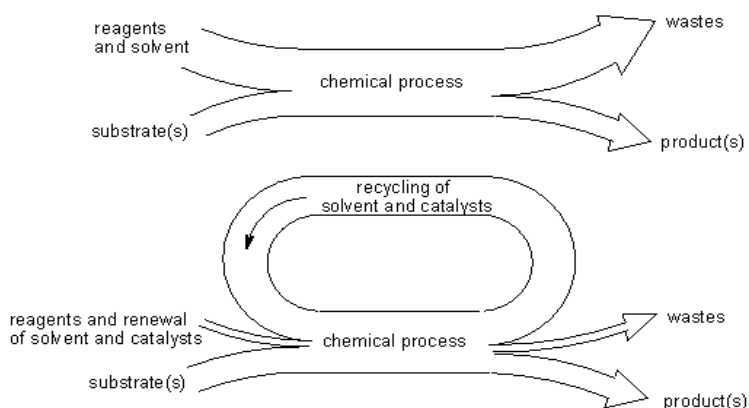 reagents
and solvent
wastes
chemical process
substrate(s)
product(s)
recycling of
solvent and catalysts
reagents and renewal
of solvent and catalysts
wastes
chemical process
substrate(s)
product(s)